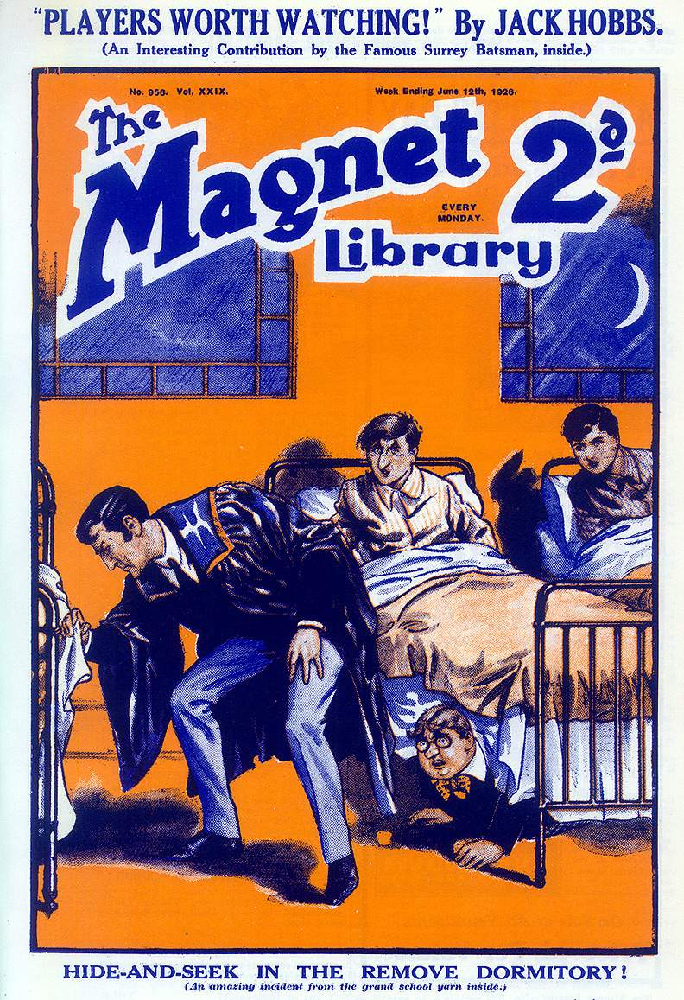 "PLAYERS WORTH WATCHING!" By JACK HOBBS.
(An Interesting Contribution by the Famous Surrey Batsman, inside.)
No. 956. Vol. XXIX.
Week Ending June 12th, 1926.
The
Magnet
2d
EVERY
MONDAY.
Library
HIDE-AND-SEEK IN THE REMOVE DORMITORY!
(An amazing incident from the grand school yarn inside.)